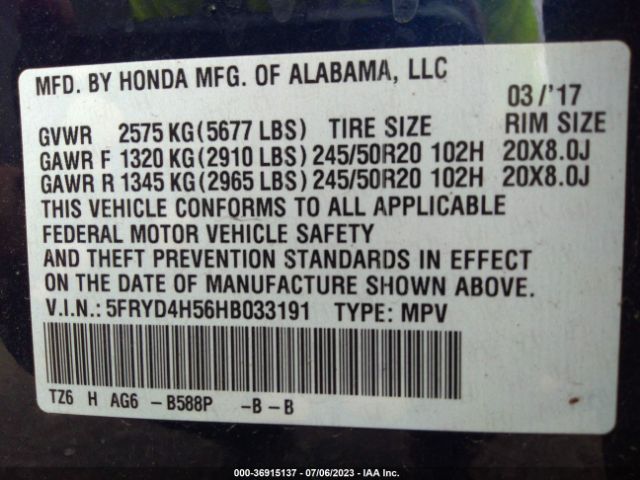 MFD. BY HONDA MFG. OF ALABAMA, LLC
03/'17
GVWR 2575 KG (5677 LBS) TIRE SIZE RIM SIZE
GAWR F 1320 KG (2910 LBS) 245/50R20 102H 20X8.0J
GAWR R 1345 KG (2965 LBS) 245/50R20 102H 20X8.0J
THIS VEHICLE CONFORMS TO ALL APPLICABLE
FEDERAL MOTOR VEHICLE SAFETY
AND THEFT PREVENTION STANDARDS IN EFFECT
ON THE DATE OF MANUFACTURE SHOWN ABOVE.
V.I.N.: 5FRYD4H56HB033191 TYPE: MPV
TZ6 H AG6 - B588P -B - B
000-36915137 - 07/06/2023 - IAA Inc.